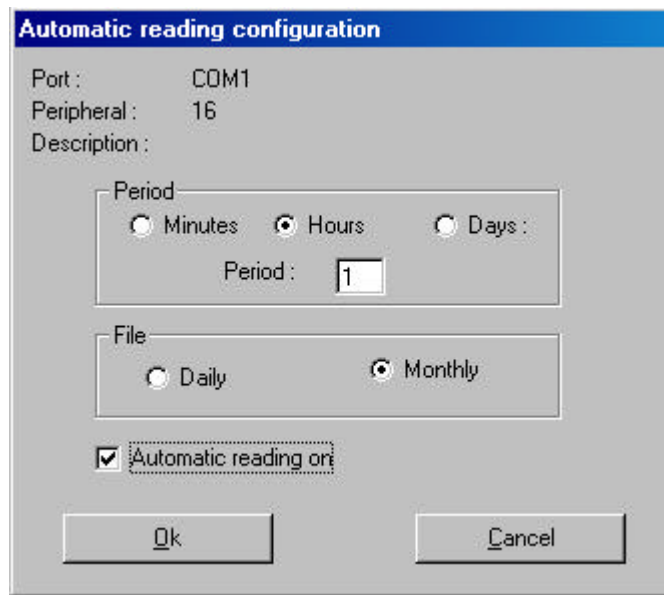 Automatic reading configuration
Port : COM1
Peripheral : 16
Description :
Period
Minutes Hours Days :
Period : 1
File
Daily Monthly
Automatic reading on
Ok Cancel